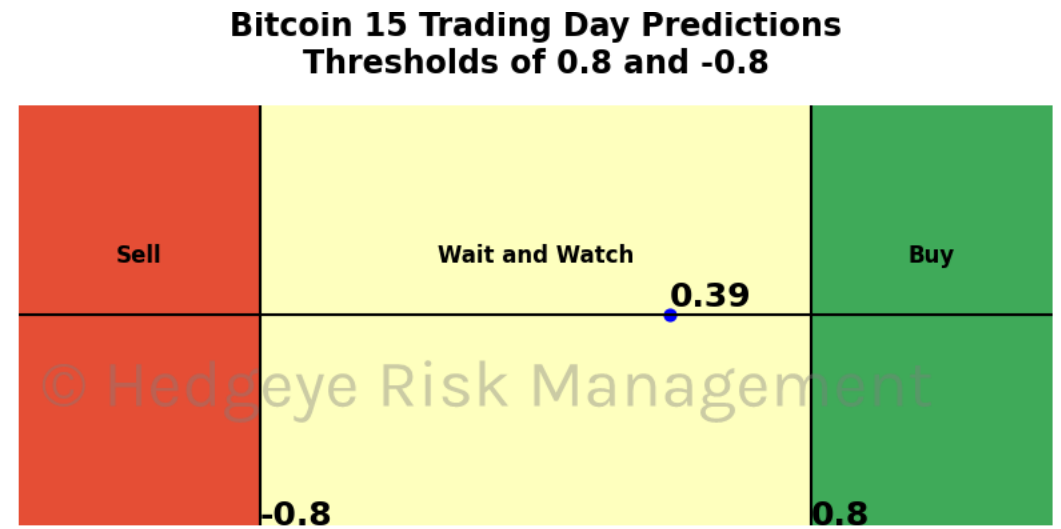 Bitcoin 15 Trading Day Predictions
Thresholds of 0.8 and -0.8
Sell
Wait and Watch
Buy
0.39
© Hedgeye Risk Management
-0.8
0.8